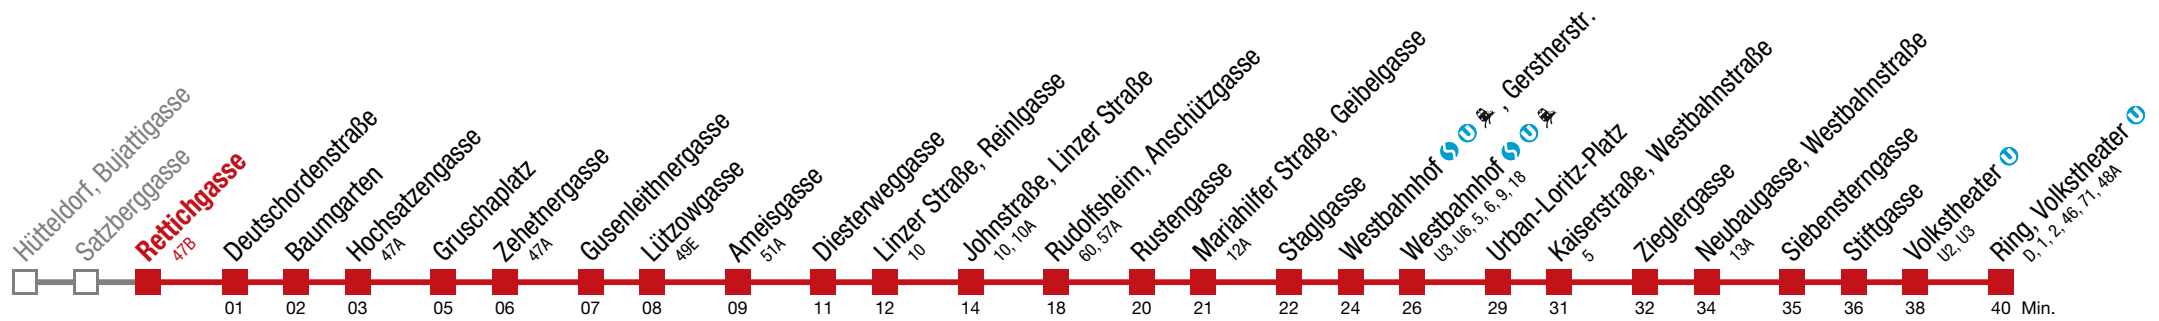 Hütteldorf, Bujattigasse
Satzberggasse
Rettichgasse
47B
Deutschordenstraße
Baumgarten
Hochsatzengasse
47A
Gruschaplatz
Zehetnergasse
47A
Gusenleithnergasse
Lützowgasse
49E
Ameisgasse
51A
Diesterweggasse
Linzer Straße, Reinlgasse
10
Johnstraße, Linzer Straße
10, 10A
Rudolfsheim, Anschützgasse
60, 57A
Rustengasse
Mariahilfer Straße, Geibelgasse
12A
Staglgasse
Westbahnhof S U , Gerstnerstr.
Westbahnhof S U
U3, U6, 5, 6, 9, 18
Urban-Loritz-Platz
Kaiserstraße, Westbahnstraße
5
Zieglergasse
Neubaugasse, Westbahnstraße
13A
Siebensterngasse
Stiftgasse
Volkstheater U
U2, U3
Ring, Volkstheater U
D, 1, 2, 46, 71, 48A
01 02 03 05 06 07 08 09 11 12 14 18 20 21 22 24 26 29 31 32 34 35 36 38 40 Min.